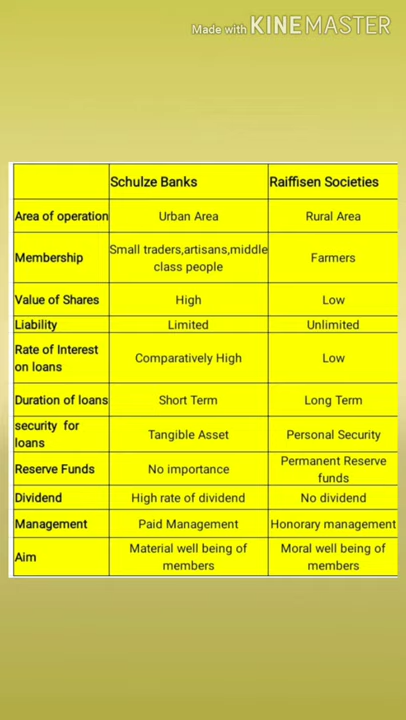 Made with KINEMASTER
Schulze Banks Raiffisen Societies
Area of operation Urban Area Rural Area
Membership Small traders,artisans,middle class people Farmers
Value of Shares High Low
Liability Limited Unlimited
Rate of Interest on loans Comparatively High Low
Duration of loans Short Term Long Term
security for loans Tangible Asset Personal Security
Reserve Funds No importance Permanent Reserve funds
Dividend High rate of dividend No dividend
Management Paid Management Honorary management
Aim Material well being of members Moral well being of members